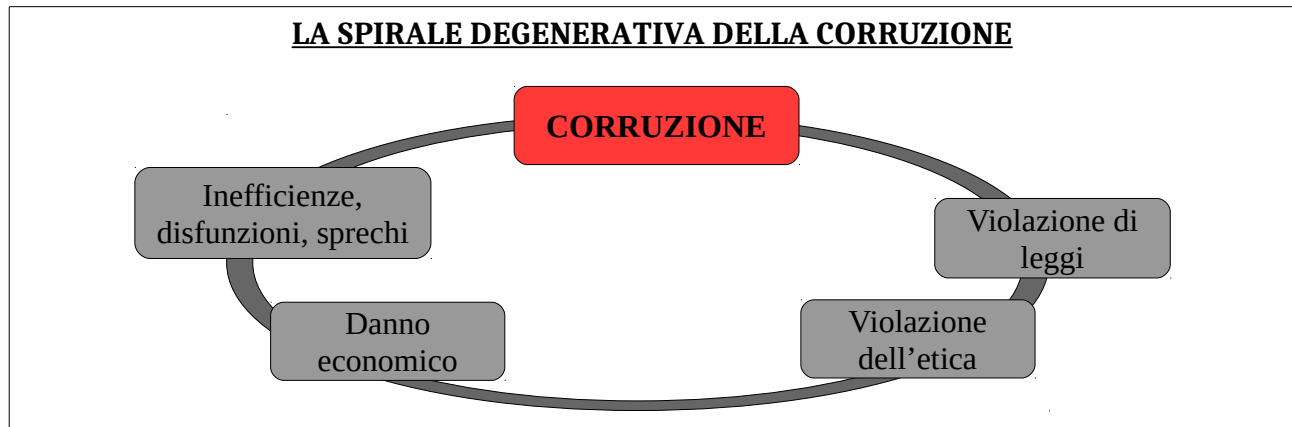 LA SPIRALE DEGENERATIVA DELLA CORRUZIONE
CORRUZIONE
Inefficienze,
disfunzioni, sprechi
Violazione di
leggi
Danno
economico
Violazione
dell’etica